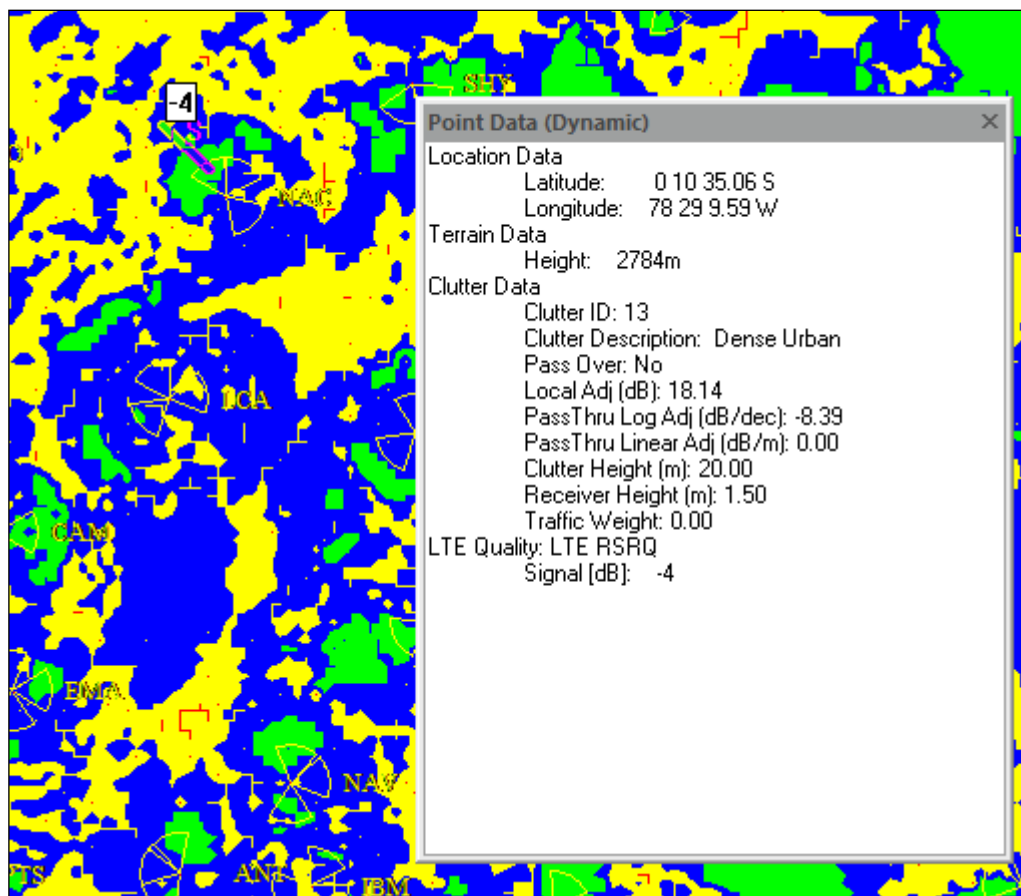 SHY
-4
NAC
LCA
CAM
EMA
NAV
ANT
IBM
Point Data (Dynamic)
Location Data
Latitude: 0 10 35.06 S
Longitude: 78 29 9.59 W
Terrain Data
Height: 2784m
Clutter Data
Clutter ID: 13
Clutter Description: Dense Urban
Pass Over: No
Local Adj (dB): 18.14
PassThru Log Adj (dB/dec): -8.39
PassThru Linear Adj (dB/m): 0.00
Clutter Height (m): 20.00
Receiver Height (m): 1.50
Traffic Weight: 0.00
LTE Quality: LTE RSRQ
Signal [dB]: -4